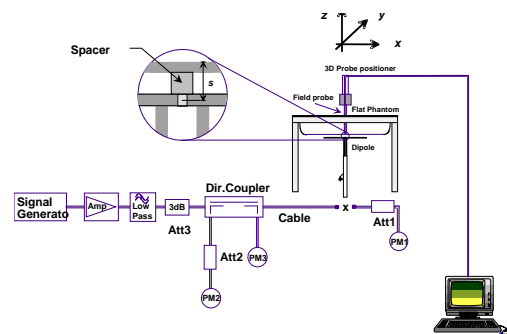 z
y
x
Spacer
s
3D Probe positioner
Field probe
Flat Phantom
Dipole
Signal
Generato
Amp
Low
Pass
3dB
Att3
Dir.Coupler
Cable
x
Att1
PM1
Att2
PM3
PM2